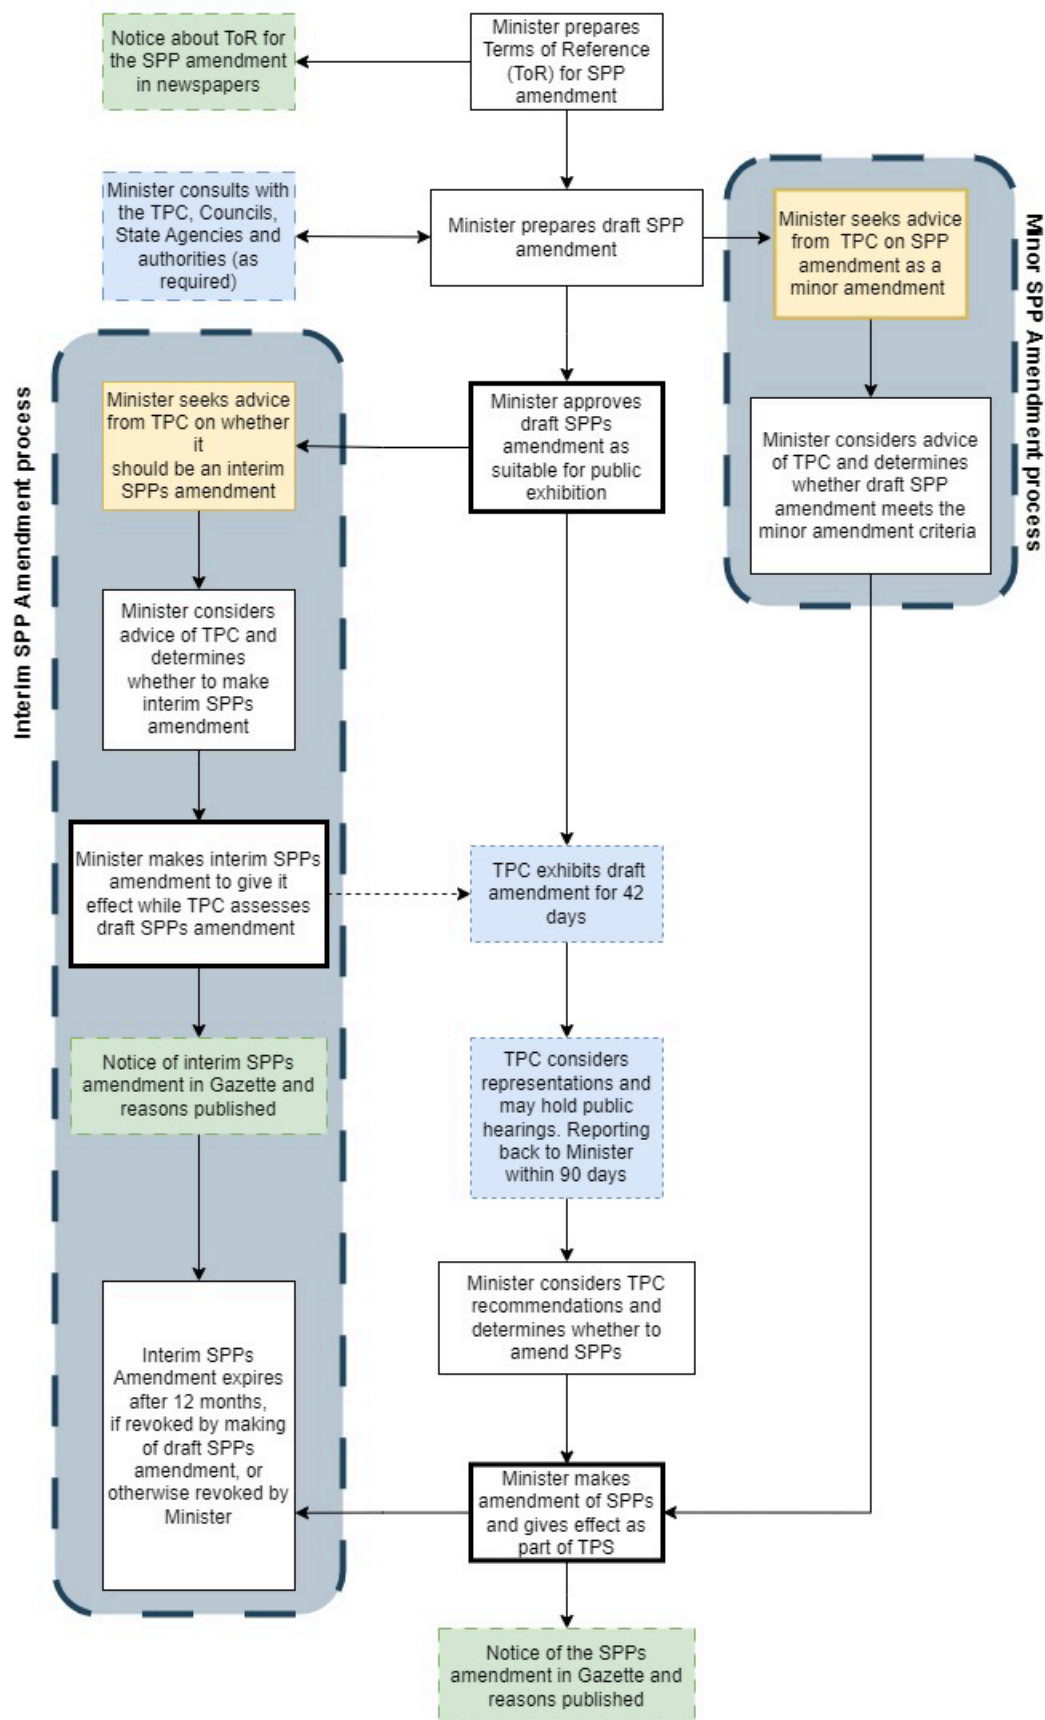 Minister prepares
Terms of Reference
(ToR) for SPP
amendment
Notice about ToR for
the SPP amendment
in newspapers
Minister consults with
the TPC, Councils,
State Agencies and
authorities (as
required)
Minister prepares draft SPP
amendment
Minister seeks advice
from TPC on SPP
amendment as a
minor amendment
Minor SPP Amendment process
Minister considers advice
of TPC and determines
whether draft SPP
amendment meets the
minor amendment criteria
Minister approves
draft SPPs
amendment as
suitable for public
exhibition
Interim SPP Amendment process
Minister seeks advice
from TPC on whether
it
should be an interim
SPPs amendment
Minister considers
advice of TPC and
determines
whether to make
interim SPPs
amendment
Minister makes interim SPPs
amendment to give it
effect while TPC assesses
draft SPPs amendment
TPC exhibits draft
amendment for 42
days
Notice of interim SPPs
amendment in Gazette and
reasons published
TPC considers
representations and
may hold public
hearings. Reporting
back to Minister
within 90 days
Minister considers TPC
recommendations and
determines whether to
amend SPPs
Interim SPPs
Amendment expires
after 12 months,
if revoked by making
of draft SPPs
amendment, or
otherwise revoked by
Minister
Minister makes
amendment of SPPs
and gives effect as
part of TPS
Notice of the SPPs
amendment in Gazette and
reasons published